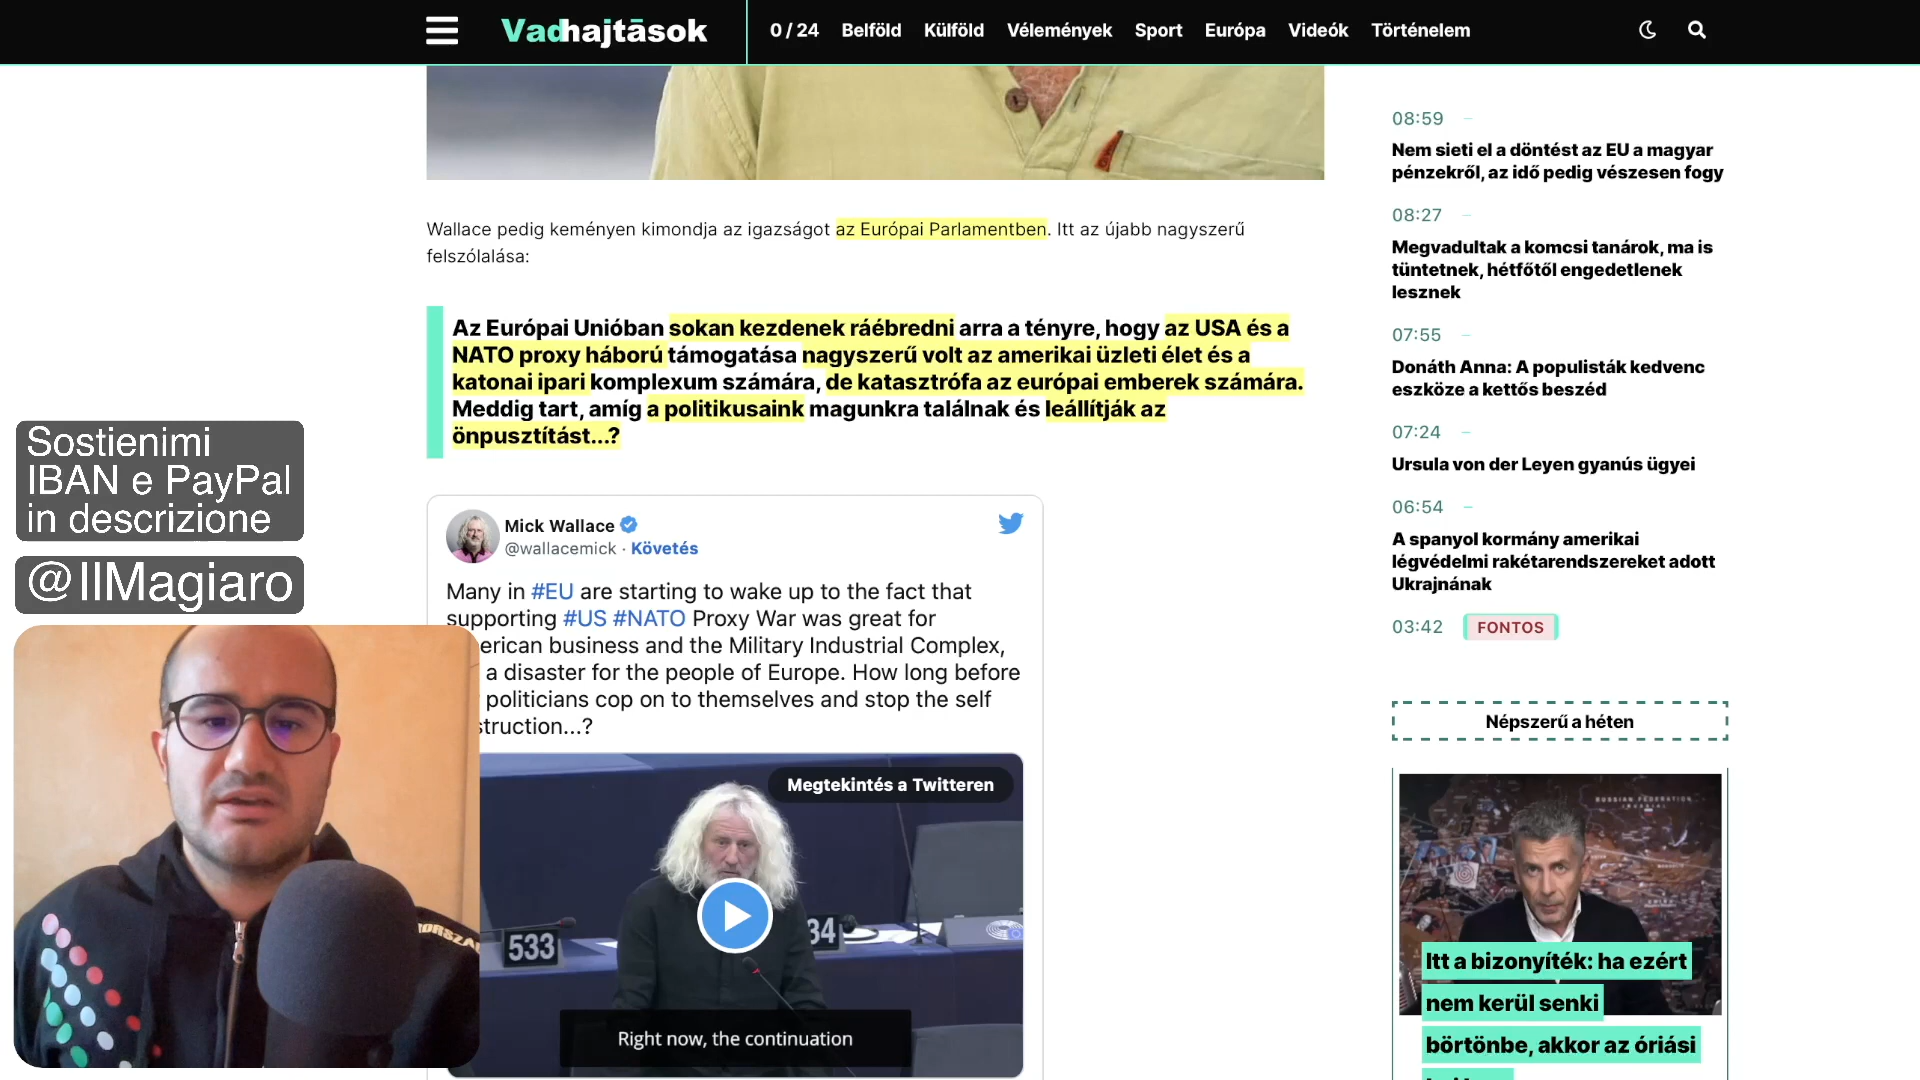 Vadhajtāsok
0 / 24 Belföld Külföld Vélemények Sport Európa Videók Történelem
Wallace pedig keményen kimondja az igazságot az Európai Parlamentben. Itt az újabb nagyszerű
felszólalása:
Az Európai Unióban sokan kezdenek ráébredni arra a tényre, hogy az USA és a
NATO proxy háború támogatása nagyszerű volt az amerikai üzleti élet és a
katonai ipari komplexum számára, de katasztrófa az európai emberek számára.
Meddig tart, amíg a politikusaink magunkra találnak és leállítják az
önpusztítást...?
Sostienimi
IBAN e PayPal
in descrizione
@IlMagiaro
Mick Wallace
@wallacemick · Követés
Many in #EU are starting to wake up to the fact that
supporting #US #NATO Proxy War was great for
erican business and the Military Industrial Complex,
a disaster for the people of Europe. How long before
politicians cop on to themselves and stop the self
struction...?
Megtekintés a Twitteren
533
34
Right now, the continuation
08:59 –
Nem sieti el a döntést az EU a magyar
pénzekről, az idő pedig vészesen fogy
08:27 –
Megvadultak a komcsi tanárok, ma is
tüntetnek, hétfőtől engedetlenek
lesznek
07:55 –
Donáth Anna: A populisták kedvenc
eszköze a kettős beszéd
07:24 –
Ursula von der Leyen gyanús ügyei
06:54 –
A spanyol kormány amerikai
légvédelmi rakétarendszereket adott
Ukrajnának
03:42 FONTOS
Népszerű a héten
RUSSIAN FEDERATION
Itt a bizonyíték: ha ezért
nem kerül senki
börtönbe, akkor az óriási